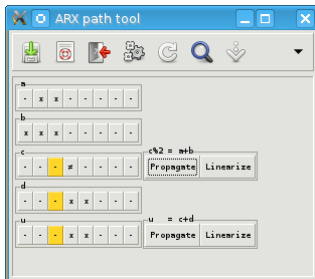 ARX path tool
a
- x x - - - - -
b
x x x - - - - -
c
- - - ≠ - - - -
c%2 = a+b
Propagate Linearize
d
- - - x x - - -
u
- - - x x - - -
u = c+d
Propagate Linearize